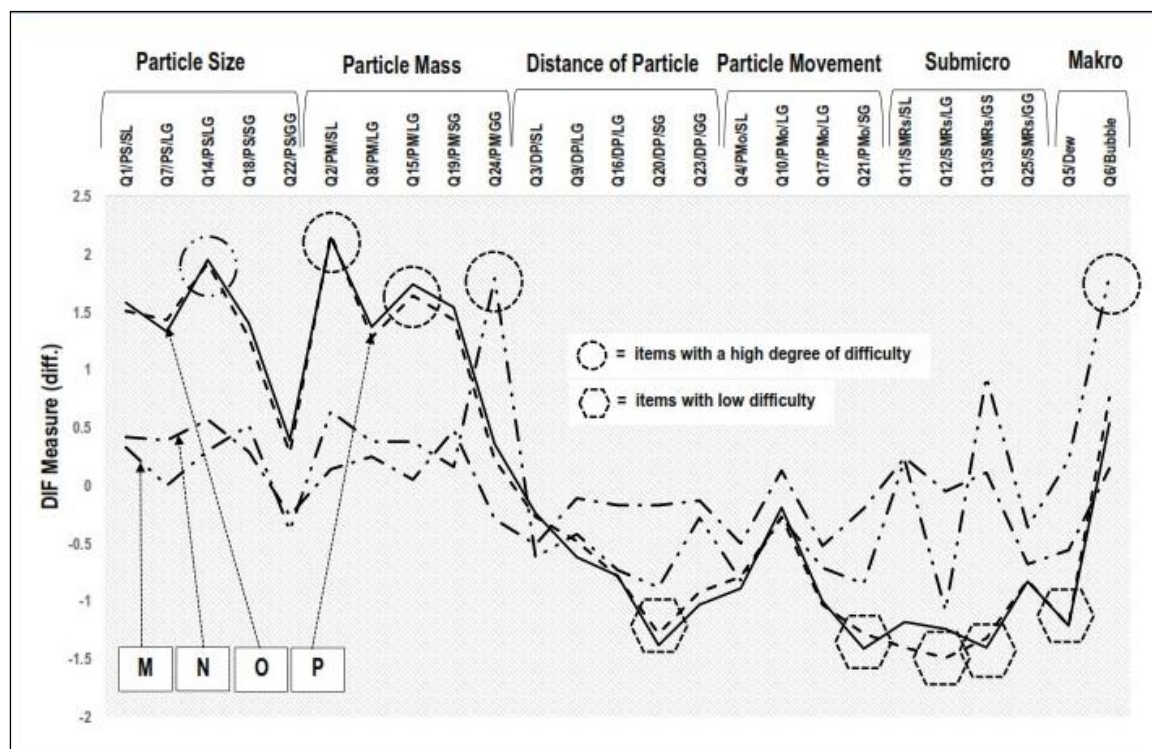 Particle Size
Particle Mass
Distance of Particle
Particle Movement
Submicro
Makro
Q1/PS/SL
Q7/PS/LG
Q14/PS/LG
Q18/PS/SG
Q22/PS/GG
Q2/PM/SL
Q8/PM/LG
Q15/PM/LG
Q19/PM/SG
Q24/PM/GG
Q3/DP/SL
Q9/DP/LG
Q16/DP/LG
Q20/DP/SG
Q23/DP/GG
Q4/PMo/SL
Q10/PMo/LG
Q17/PMo/LG
Q21/PMo/SG
Q11/SMRs/SL
Q12/SMRs/LG
Q13/SMRs/GS
Q25/SMRs/GG
Q5/Dew
Q6/Bubble
DIF Measure (diff.)
2.5
2
1.5
1
0.5
0
-0.5
-1
-1.5
-2
= items with a high degree of difficulty
= items with low difficulty
M
N
O
P